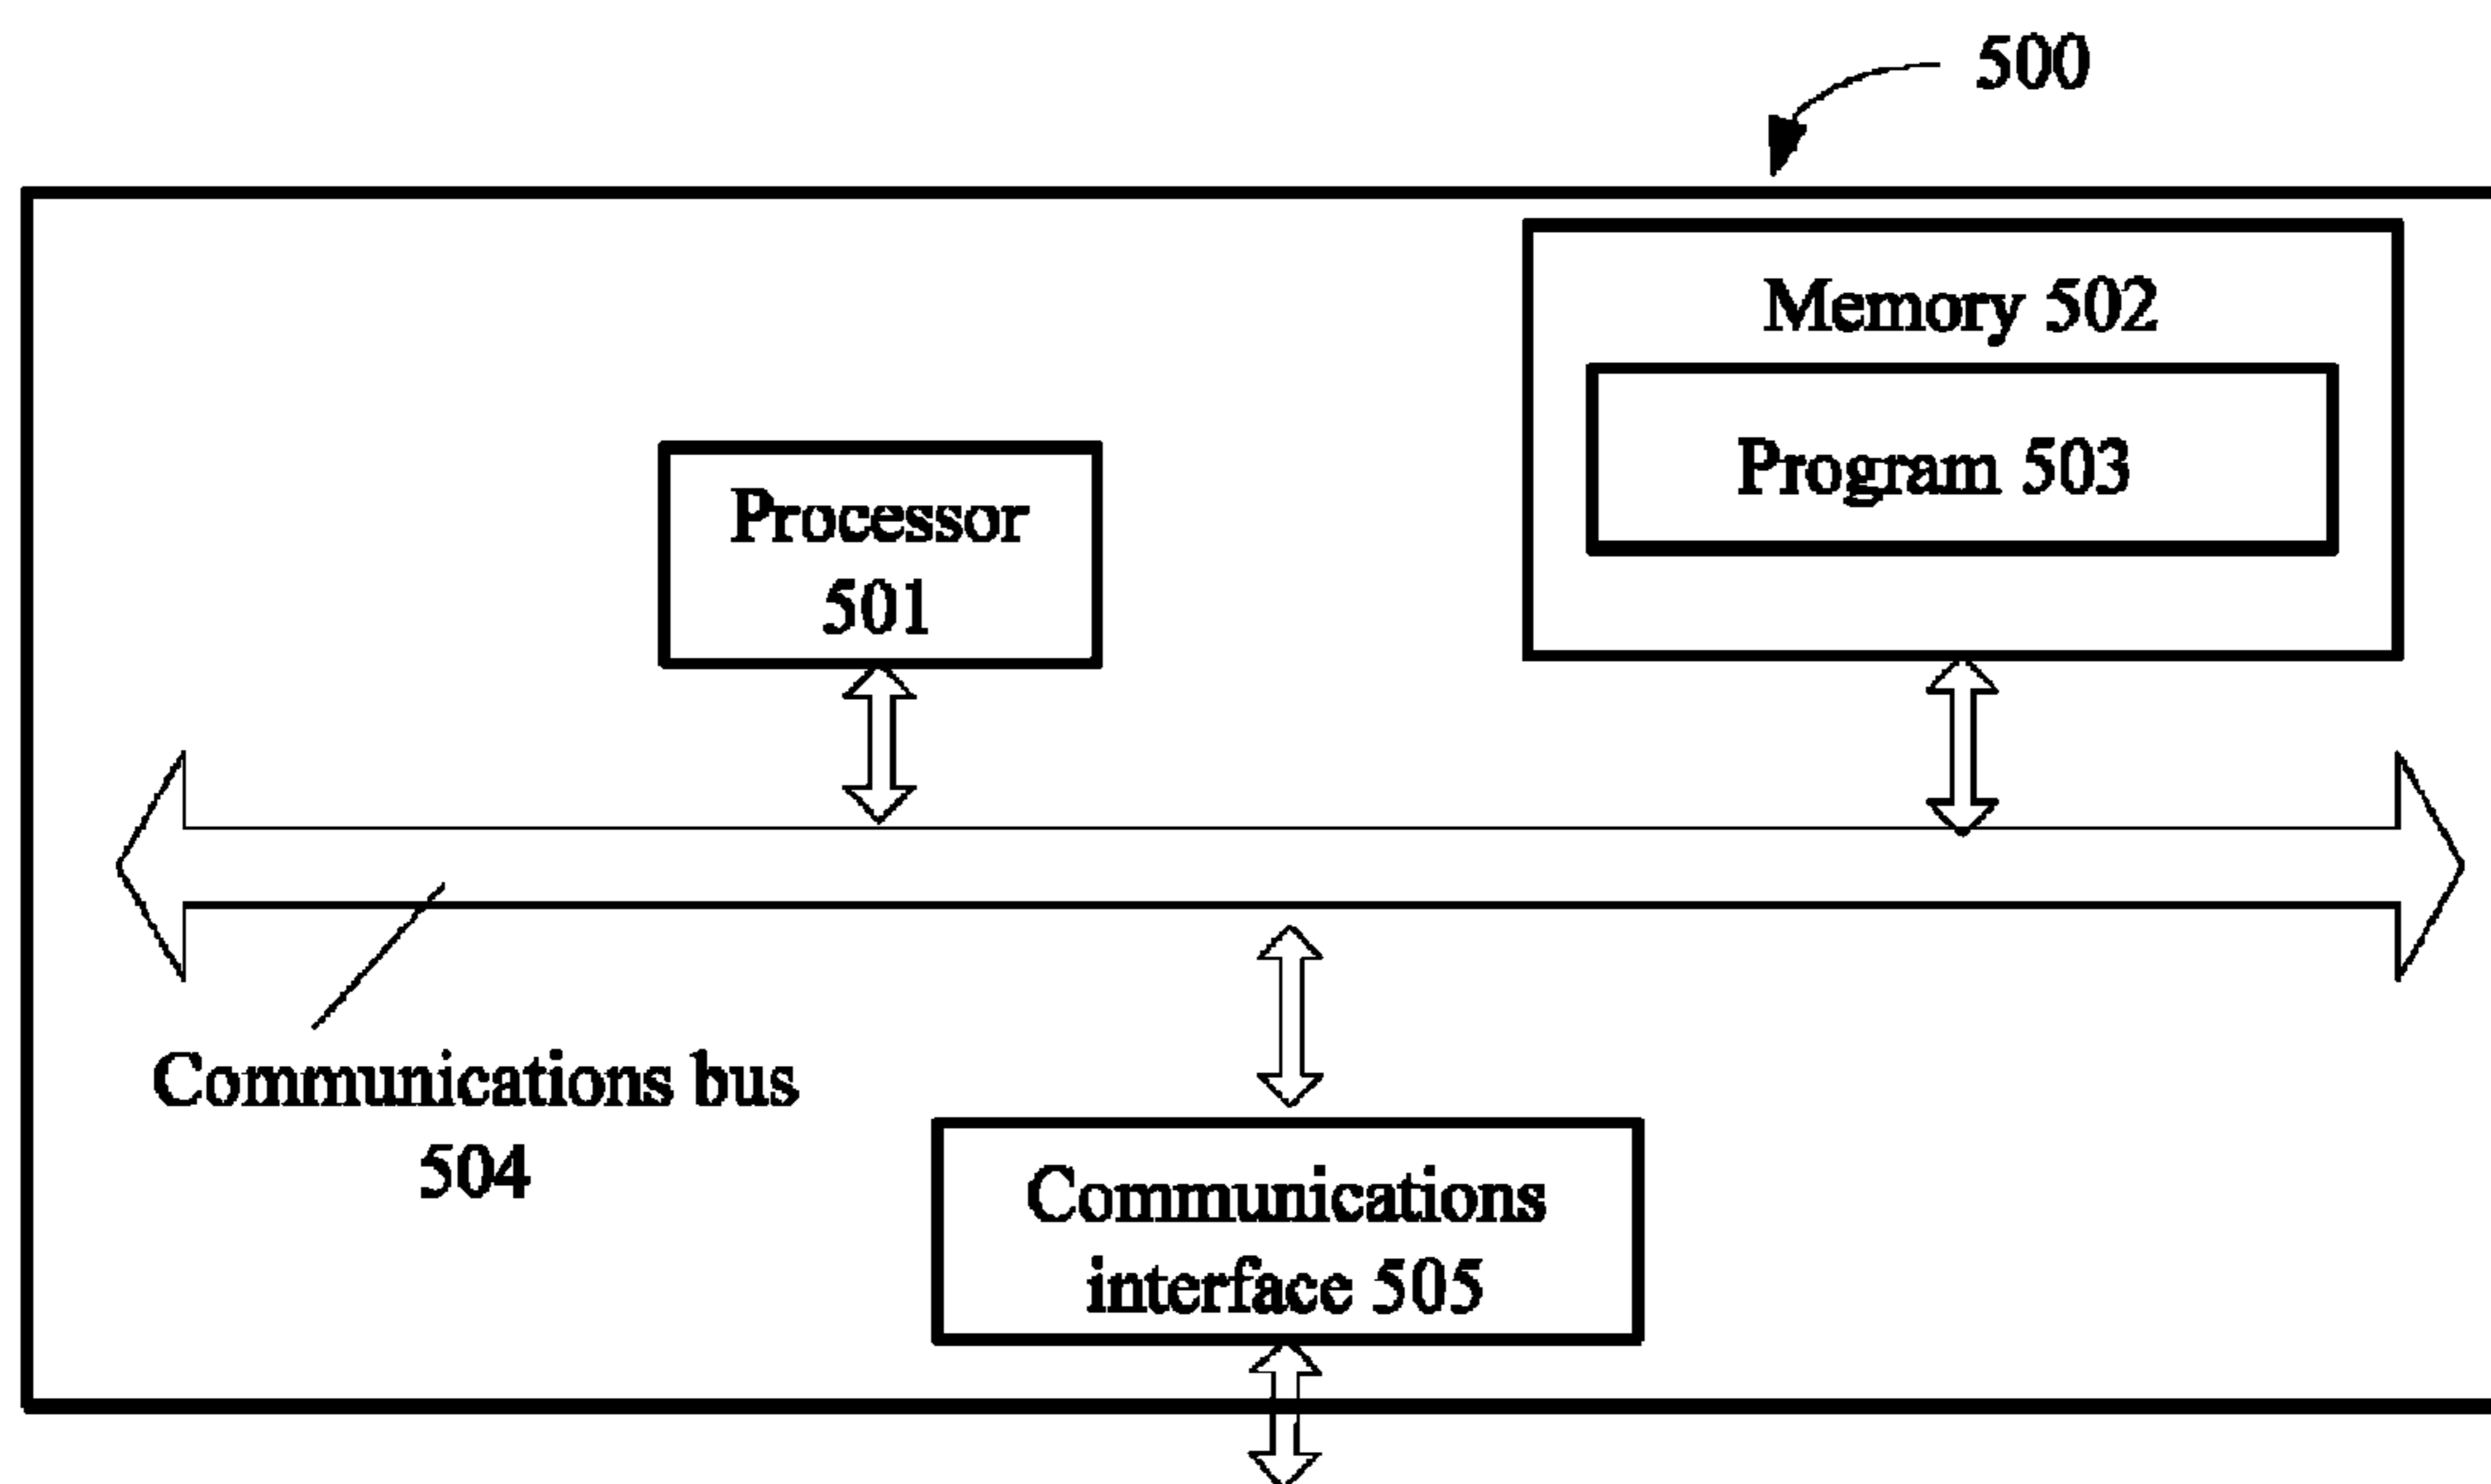 500
Memory 502
Program 503
Processor
501
Communications bus
504
Communications
interface 505